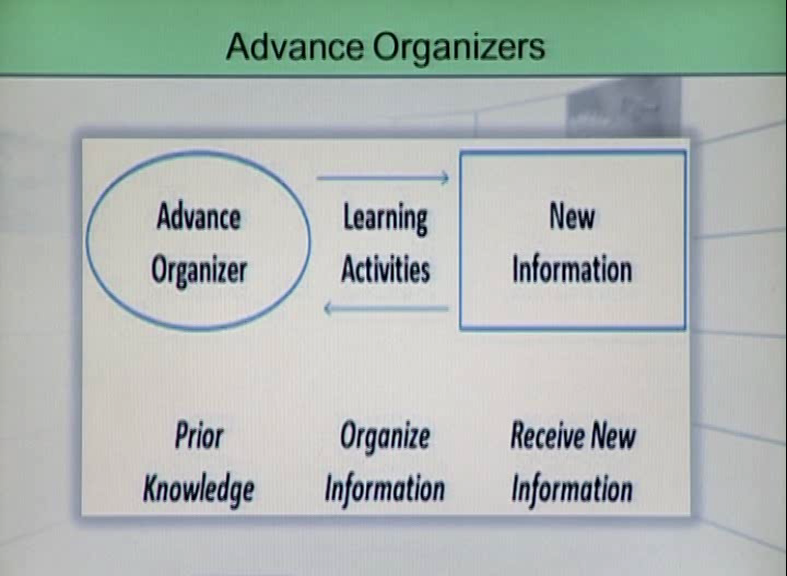 Advance Organizers
Advance
Organizer
Learning
Activities
New
Information
Prior
Knowledge
Organize
Information
Receive New
Information